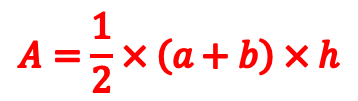 A = 1/2 × (a + b) × h